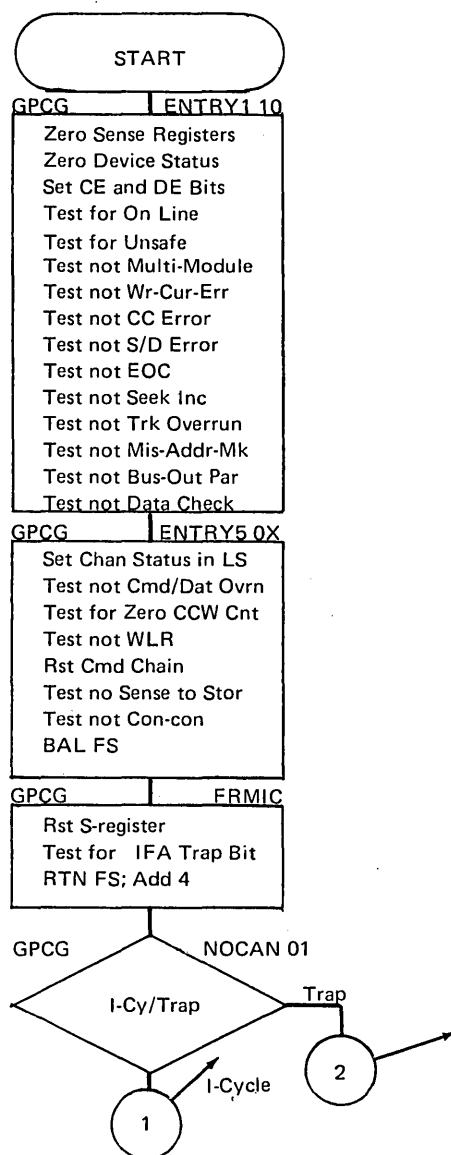 START
GPCG ENTRY1 10
Zero Sense Registers
Zero Device Status
Set CE and DE Bits
Test for On Line
Test for Unsafe
Test not Multi-Module
Test not Wr-Cur-Err
Test not CC Error
Test not S/D Error
Test not EOC
Test not Seek Inc
Test not Trk Overrun
Test not Mis-Addr-Mk
Test not Bus-Out Par
Test not Data Check
GPCG ENTRY5 0X
Set Chan Status in LS
Test not Cmd/Dat Ovrn
Test for Zero CCW Cnt
Test not WLR
Rst Cmd Chain
Test no Sense to Stor
Test not Con-con
BAL FS
GPCG FRMIC
Rst S-register
Test for IFA Trap Bit
RTN FS; Add 4
GPCG NOCAN 01
I-Cy/Trap
Trap
2
I-Cycle
1